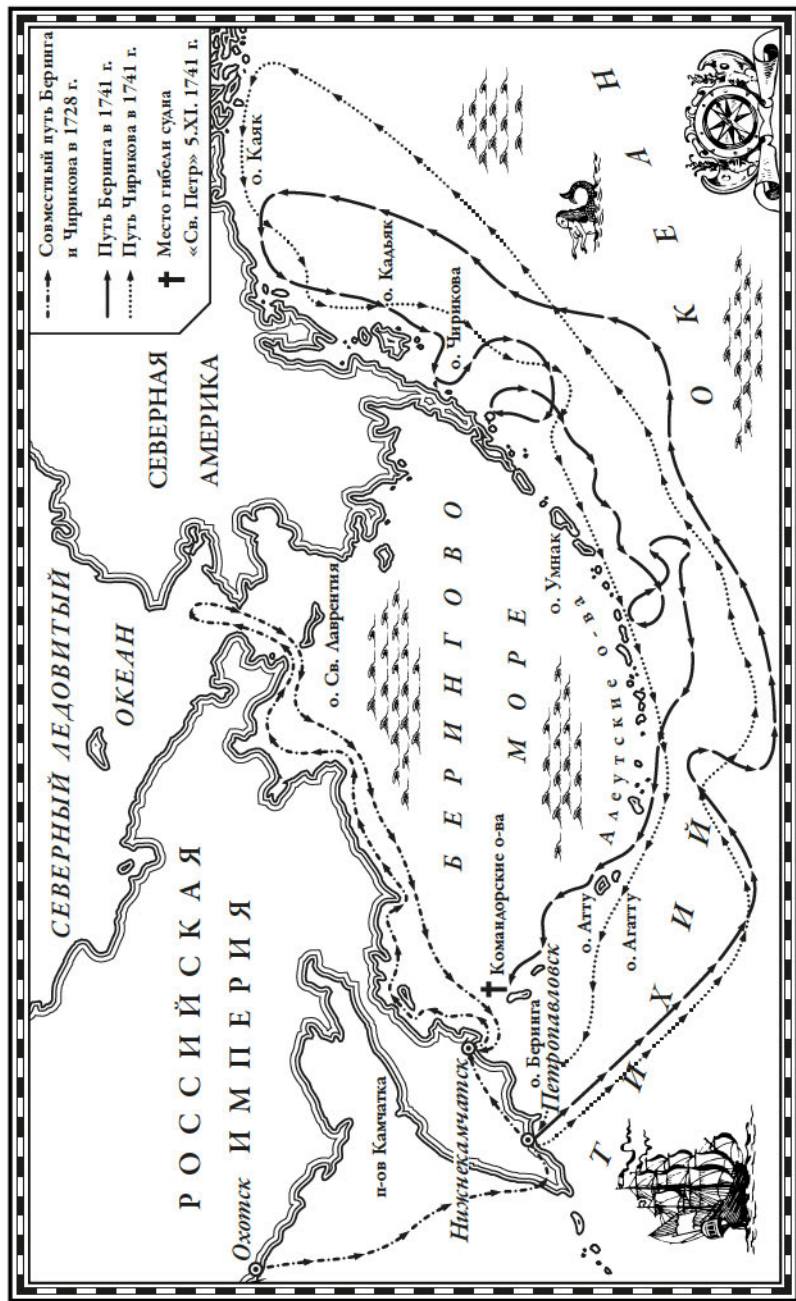 Совместный путь Беринга
и Чирикова в 1728 г.
Путь Беринга в 1741 г.
Путь Чирикова в 1741 г.
Место гибели судна
«Св. Петр» 5.XI. 1741 г.
СЕВЕРНЫЙ ЛЕДОВИТЫЙ
ОКЕАН
СЕВЕРНАЯ
АМЕРИКА
РОССИЙСКАЯ
ИМПЕРИЯ
Охотск
п-ов Камчатка
Нижнекамчатск
о. Беринга
Петропавловск
Командорские о-ва
о. Св. Лаврентия
БЕРИНГОВО
МОРЕ
о. Каяк
о. Кадьяк
о. Чирикова
о. Умнак
Алеутские о-ва
о. Атту
о. Агатту
ТИХИЙ
ОКЕАН